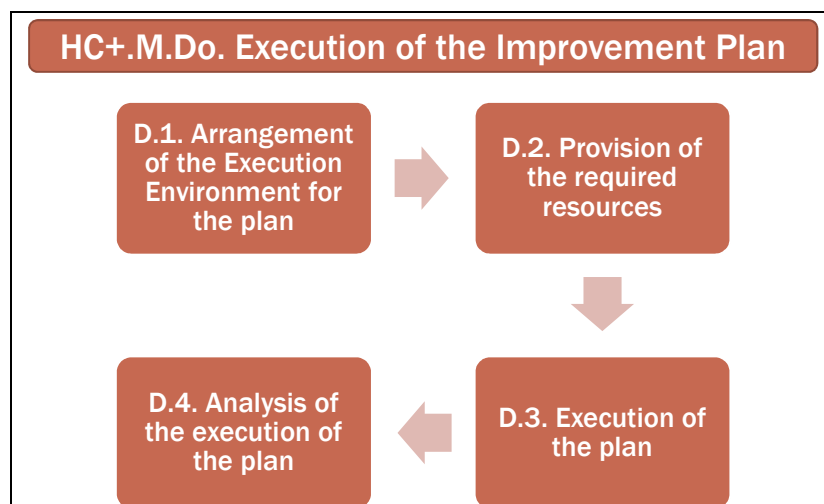 HC+.M.Do. Execution of the Improvement Plan
D.1. Arrangement
of the Execution
Environment for
the plan
D.2. Provision of
the required
resources
D.3. Execution of
the plan
D.4. Analysis of
the execution of
the plan